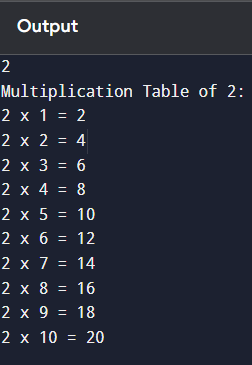 Output
2
Multiplication Table of 2:
2 x 1 = 2
2 x 2 = 4
2 x 3 = 6
2 x 4 = 8
2 x 5 = 10
2 x 6 = 12
2 x 7 = 14
2 x 8 = 16
2 x 9 = 18
2 x 10 = 20